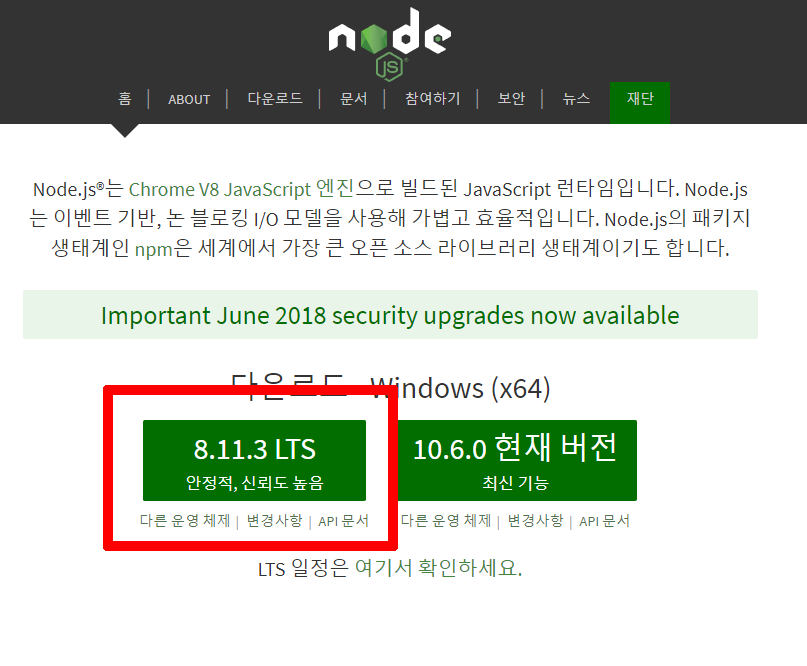 node
JS
홈 | ABOUT | 다운로드 | 문서 | 참여하기 | 보안 | 뉴스 재단
Node.js®는 Chrome V8 JavaScript 엔진으로 빌드된 JavaScript 런타임입니다. Node.js
는 이벤트 기반, 논 블로킹 I/O 모델을 사용해 가볍고 효율적입니다. Node.js의 패키지
생태계인 npm은 세계에서 가장 큰 오픈 소스 라이브러리 생태계이기도 합니다.
Important June 2018 security upgrades now available
다운로드 - Windows (x64)
8.11.3 LTS
안정적, 신뢰도 높음
다른 운영 체제 | 변경사항 | API 문서
10.6.0 현재 버전
최신 기능
다른 운영 체제 | 변경사항 | API 문서
LTS 일정은 여기서 확인하세요.